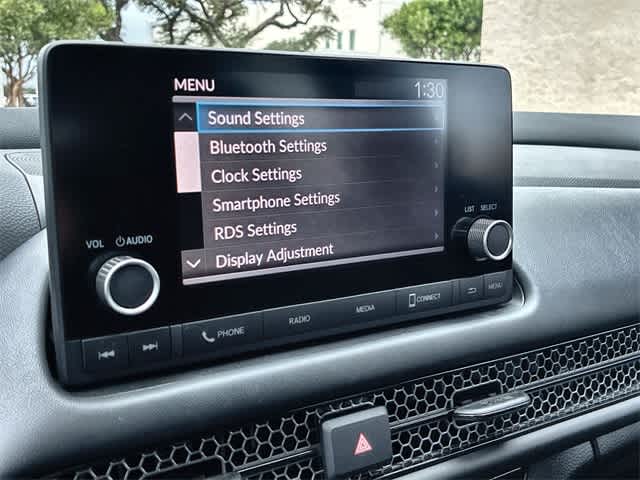 MENU 1:30
Sound Settings
Bluetooth Settings
Clock Settings
Smartphone Settings
RDS Settings
Display Adjustment
VOL AUDIO
LIST SELECT
PHONE RADIO MEDIA CONNECT MENU